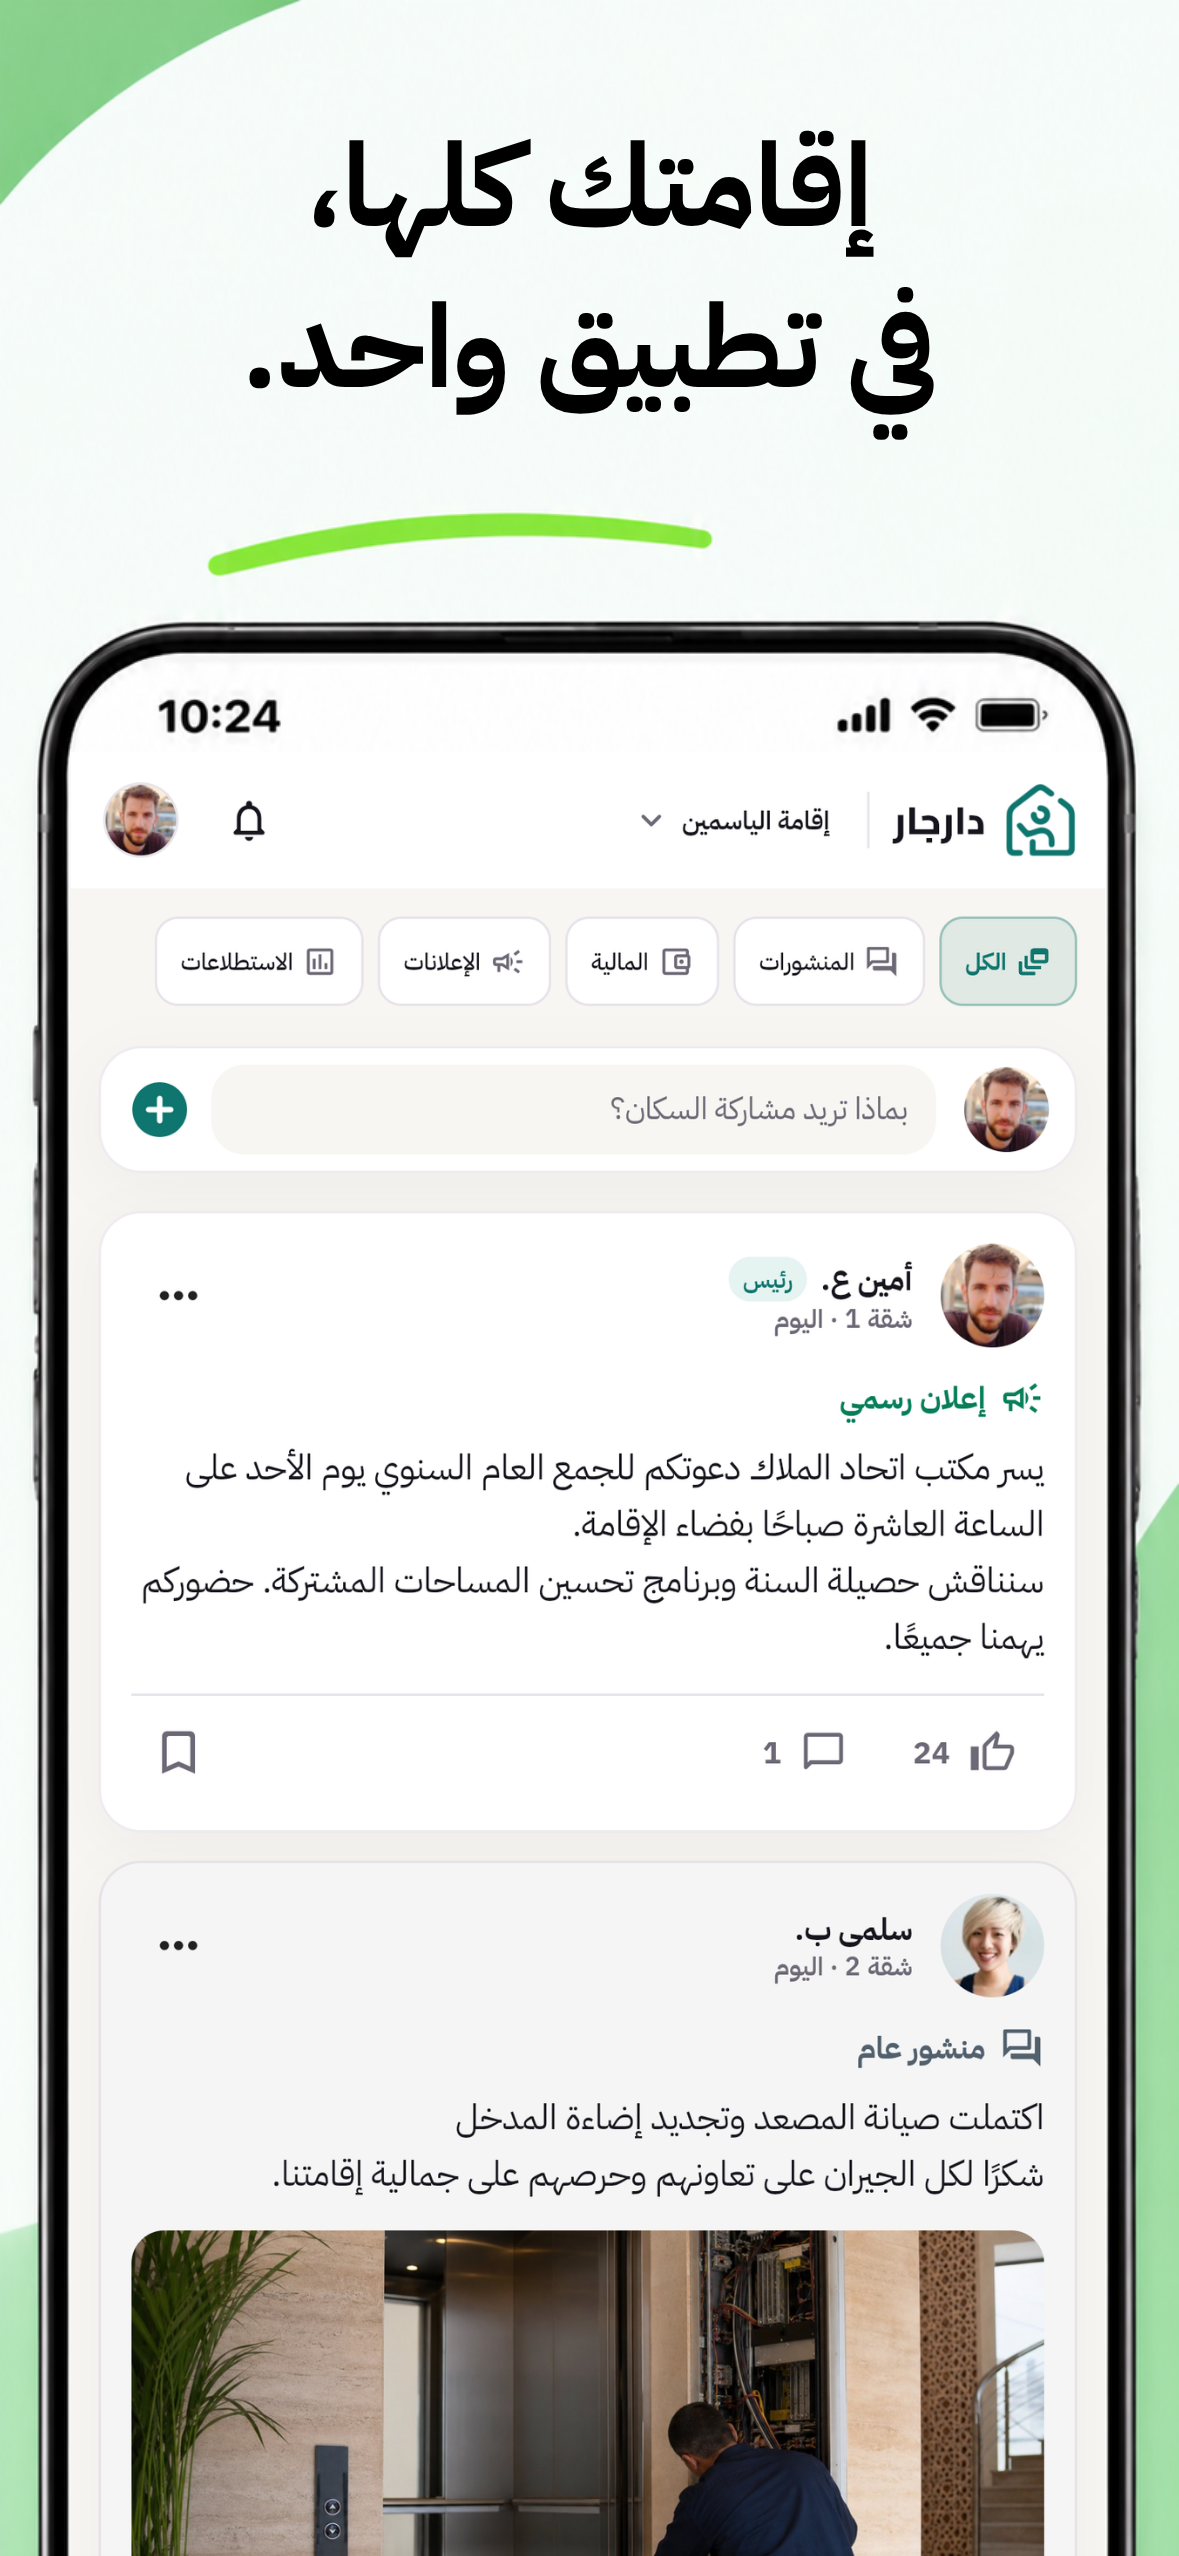 إقامتك كلها،
في تطبيق واحد.
10:24
دارجار
إقامة الياسمين
الكل
المنشورات
المالية
الإعلانات
الاستطلاعات
بماذا تريد مشاركة السكان؟
أمين ع. رئيس
شقة 1 · اليوم
إعلان رسمي
يسر مكتب اتحاد الملاك دعوتكم للجمع العام السنوي يوم الأحد على
الساعة العاشرة صباحًا بفضاء الإقامة.
سنناقش حصيلة السنة وبرنامج تحسين المساحات المشتركة. حضوركم
يهمنا جميعًا.
24
1
سلمى ب.
شقة 2 · اليوم
منشور عام
اكتملت صيانة المصعد وتجديد إضاءة المدخل
شكرًا لكل الجيران على تعاونهم وحرصهم على جمالية إقامتنا.